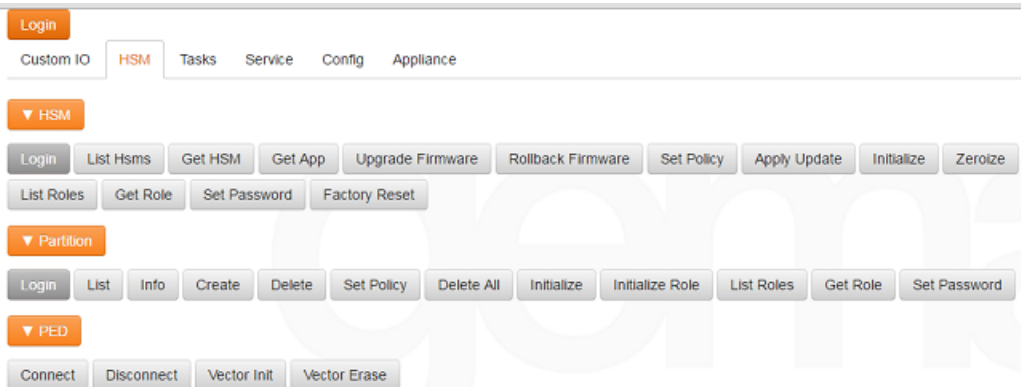 Login
Custom IO HSM Tasks Service Config Appliance
▼ HSM
Login List Hsms Get HSM Get App Upgrade Firmware Rollback Firmware Set Policy Apply Update Initialize Zeroize
List Roles Get Role Set Password Factory Reset
▼ Partition
Login List Info Create Delete Set Policy Delete All Initialize Initialize Role List Roles Get Role Set Password
▼ PED
Connect Disconnect Vector Init Vector Erase